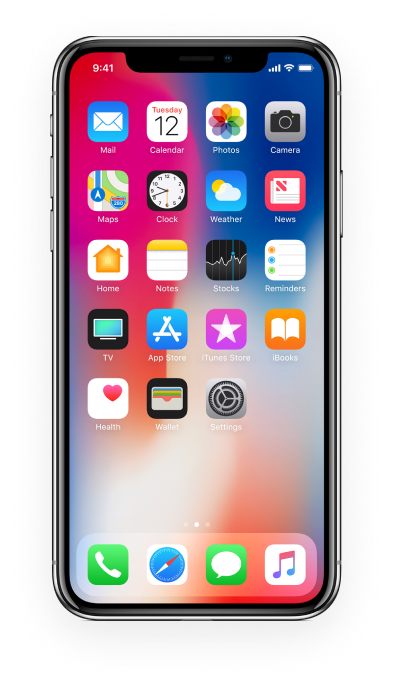 9:41
Tuesday
12
Mail
Calendar
Photos
Camera
280
Maps
Clock
Weather
News
Home
Notes
Stocks
Reminders
TV
App Store
iTunes Store
iBooks
Health
Wallet
Settings